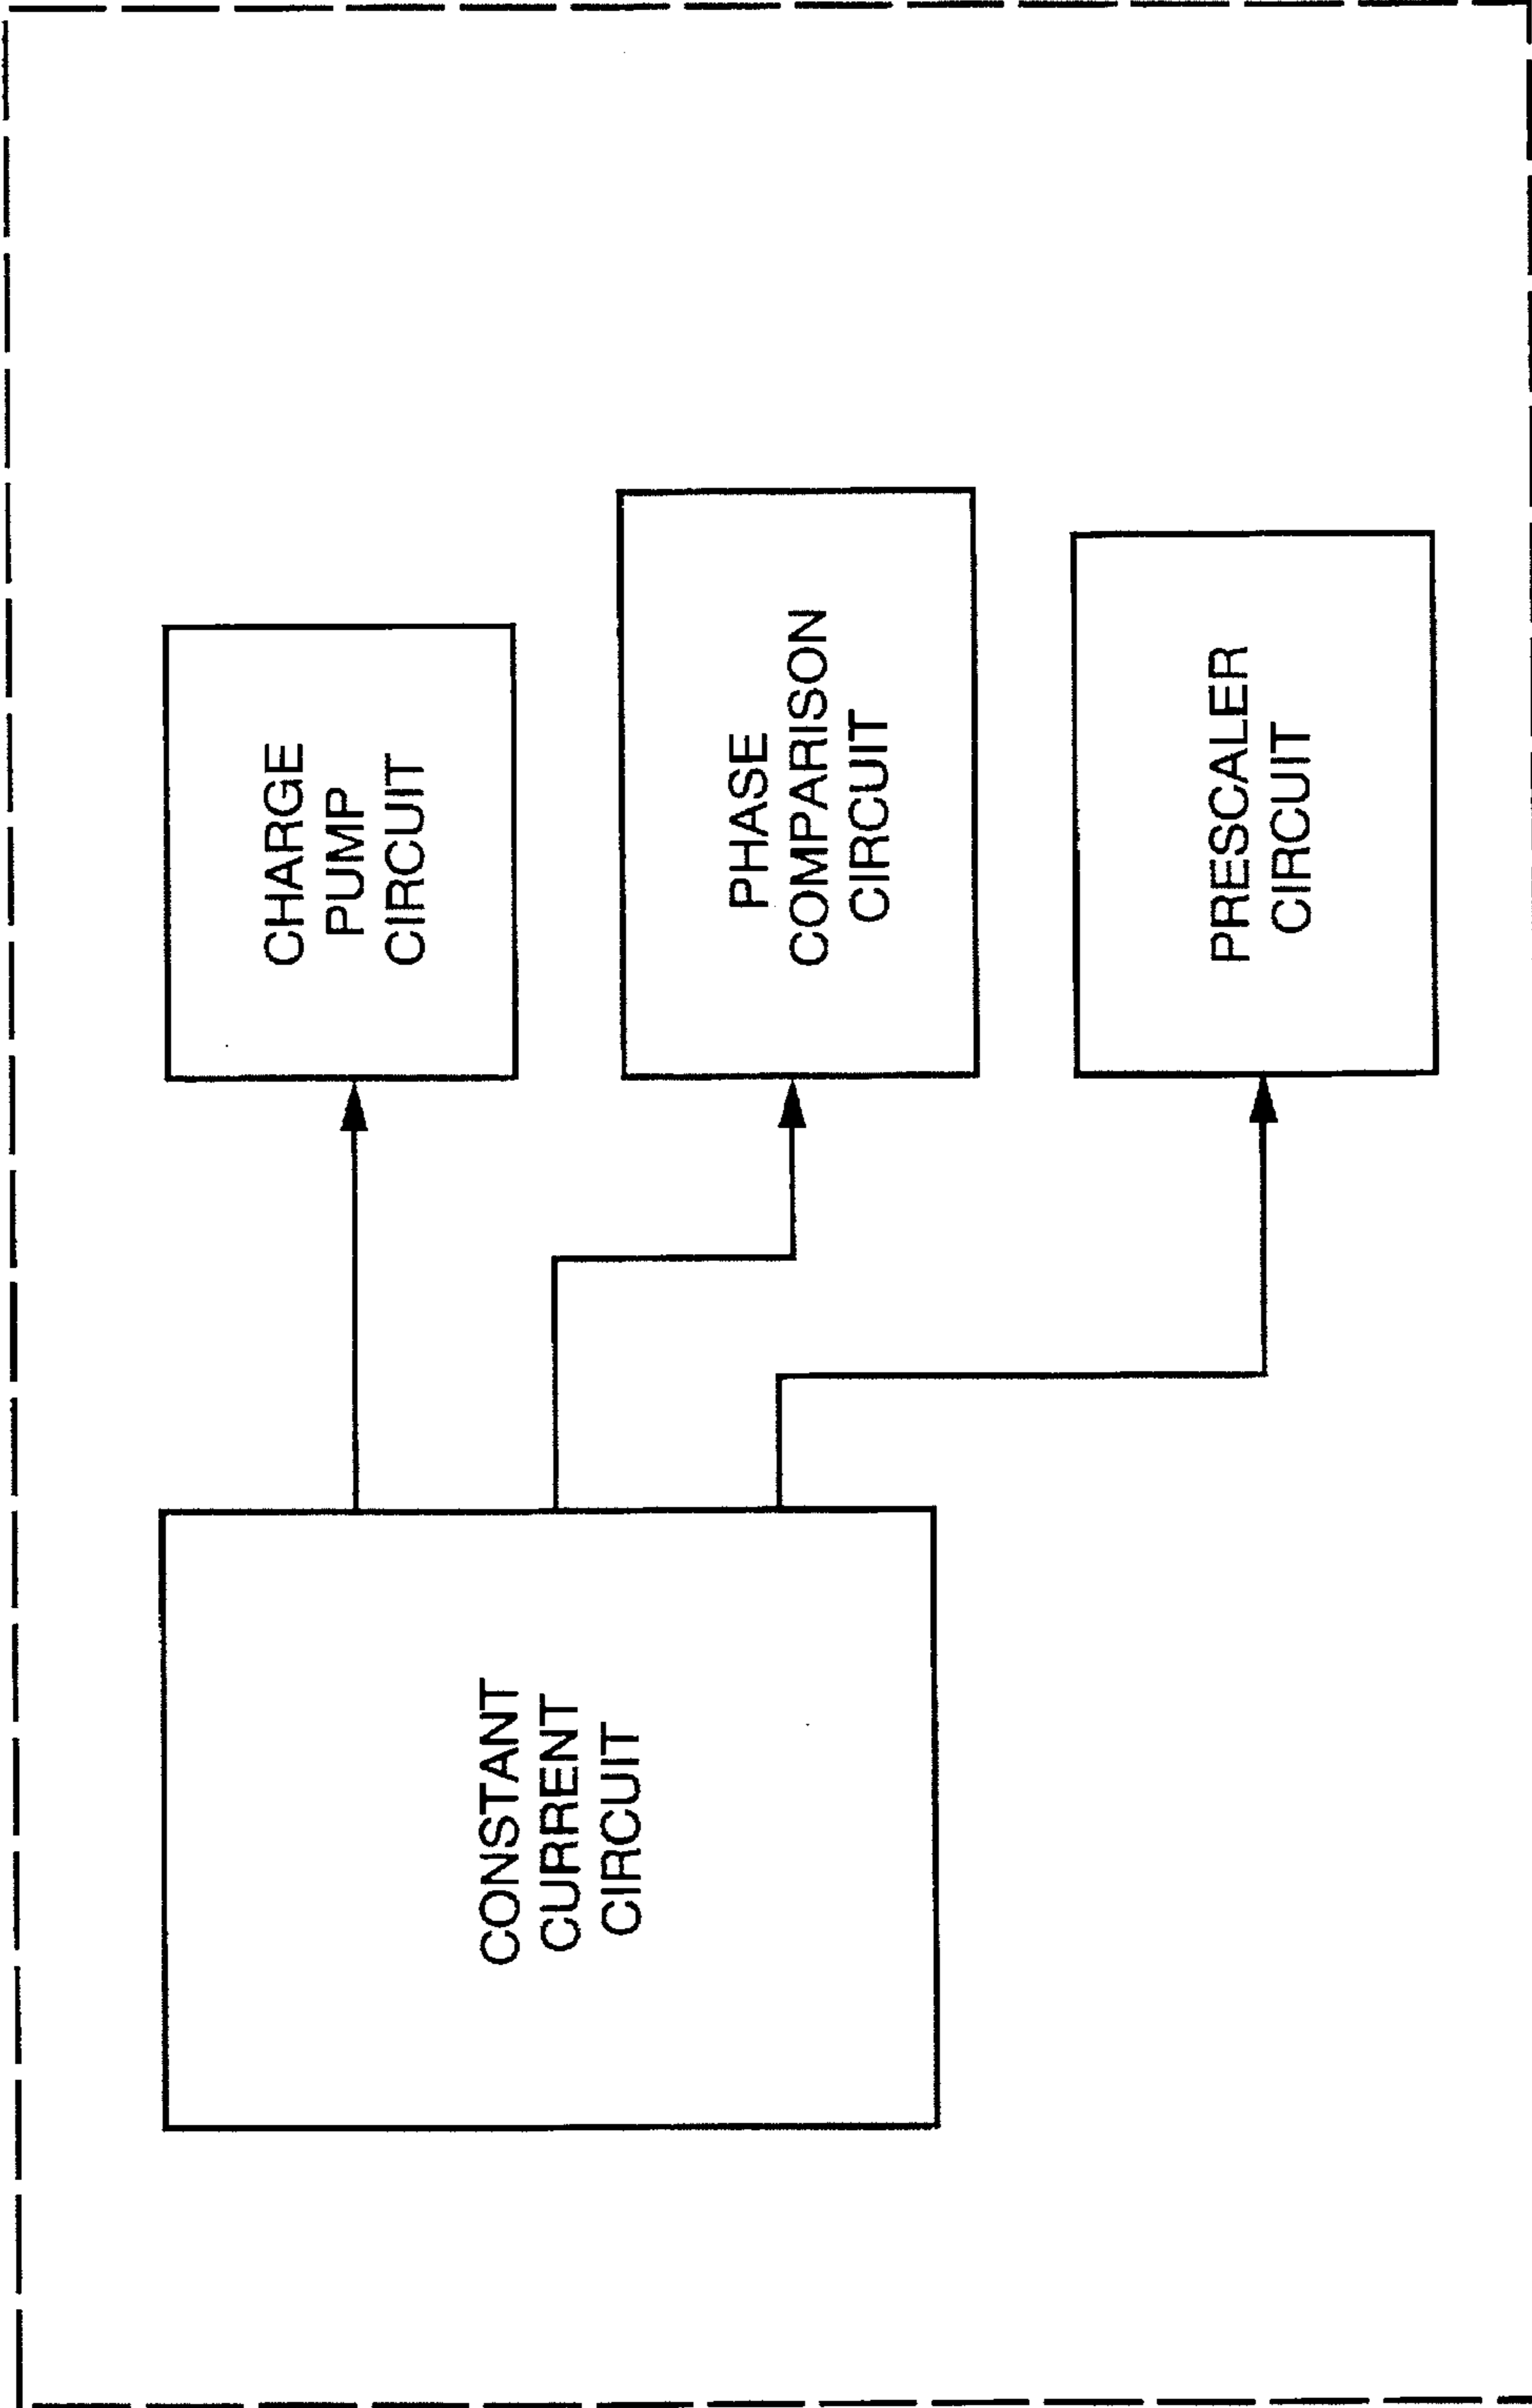 CONSTANT
CURRENT
CIRCUIT
CHARGE
PUMP
CIRCUIT
PHASE
COMPARISON
CIRCUIT
PRESCALER
CIRCUIT